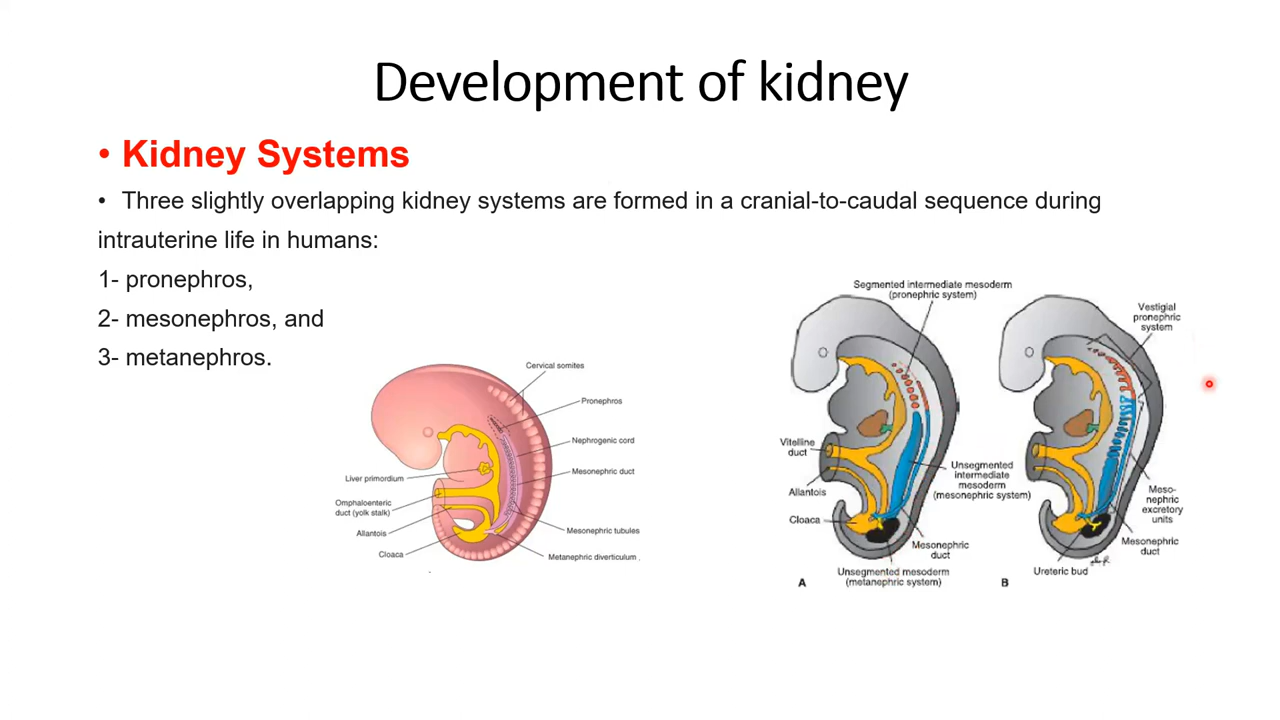 Development of kidney
• Kidney Systems
• Three slightly overlapping kidney systems are formed in a cranial-to-caudal sequence during
intrauterine life in humans:
1- pronephros,
2- mesonephros, and
3- metanephros.
Cervical somites
Pronephros
Nephrogenic cord
Mesonephric duct
Mesonephric tubules
Metanephric diverticulum
Liver primordium
Omphaloenteric
duct (yolk stalk)
Allantois
Cloaca
Segmented intermediate mesoderm
(pronephric system)
Vitelline
duct
Allantois
Cloaca
Unsegmented
intermediate
mesoderm
(mesonephric system)
Mesonephric
duct
Unsegmented mesoderm
(metanephric system)
A
Vestigial
pronephric
system
Meso-
nephric
excretory
units
Mesonephric
duct
Ureteric bud
B